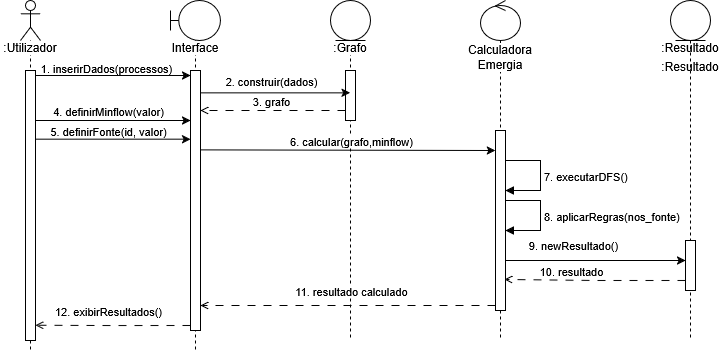 :Utilizador
Interface
:Grafo
Calculadora
Emergia
:Resultado
:Resultado
1. inserirDados(processos)
2. construir(dados)
3. grafo
4. definirMinflow(valor)
5. definirFonte(id, valor)
6. calcular(grafo,minflow)
7. executarDFS()
8. aplicarRegras(nos_fonte)
9. newResultado()
10. resultado
11. resultado calculado
12. exibirResultados()